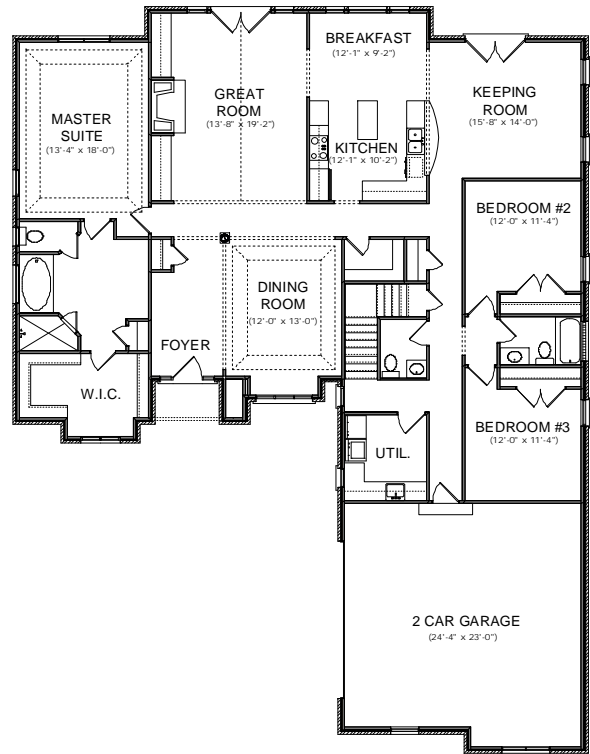 BREAKFAST
(12'-1" x 9'-2")
GREAT
ROOM
(13'-8" x 19'-2")
KEEPING
ROOM
(15'-8" x 14'-0")
MASTER
SUITE
(13'-4" x 18'-0")
KITCHEN
(12'-1" x 10'-2")
BEDROOM #2
(12'-0" x 11'-4")
DINING
ROOM
(12'-0" x 13'-0")
FOYER
W.I.C.
BEDROOM #3
(12'-0" x 11'-4")
UTIL.
2 CAR GARAGE
(24'-4" x 23'-0")